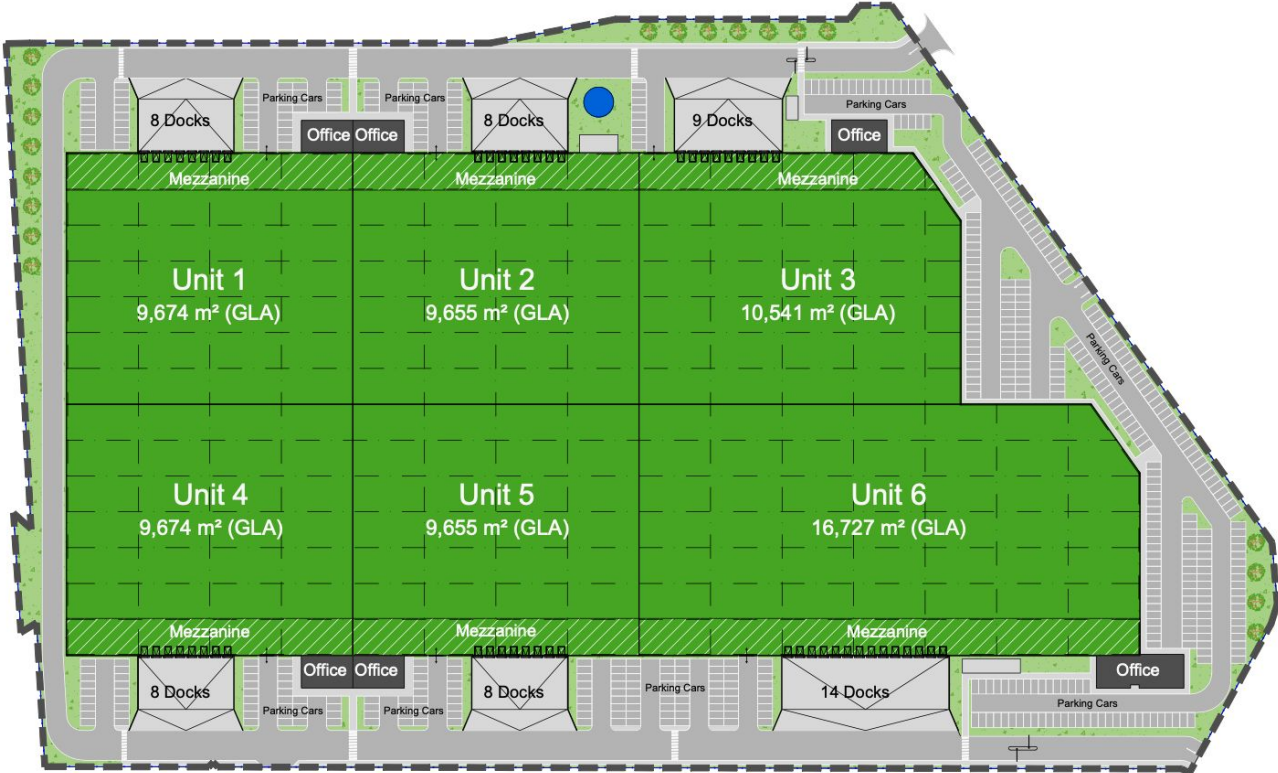 Parking Cars
Parking Cars
Parking Cars
8 Docks
8 Docks
9 Docks
Office
Office
Office
Mezzanine
Mezzanine
Mezzanine
Unit 1
9,674 m² (GLA)
Unit 2
9,655 m² (GLA)
Unit 3
10,541 m² (GLA)
Parking Cars
Unit 4
9,674 m² (GLA)
Unit 5
9,655 m² (GLA)
Unit 6
16,727 m² (GLA)
Mezzanine
Mezzanine
Mezzanine
Office
Office
Office
8 Docks
8 Docks
Parking Cars
14 Docks
Parking Cars
Parking Cars
Parking Cars